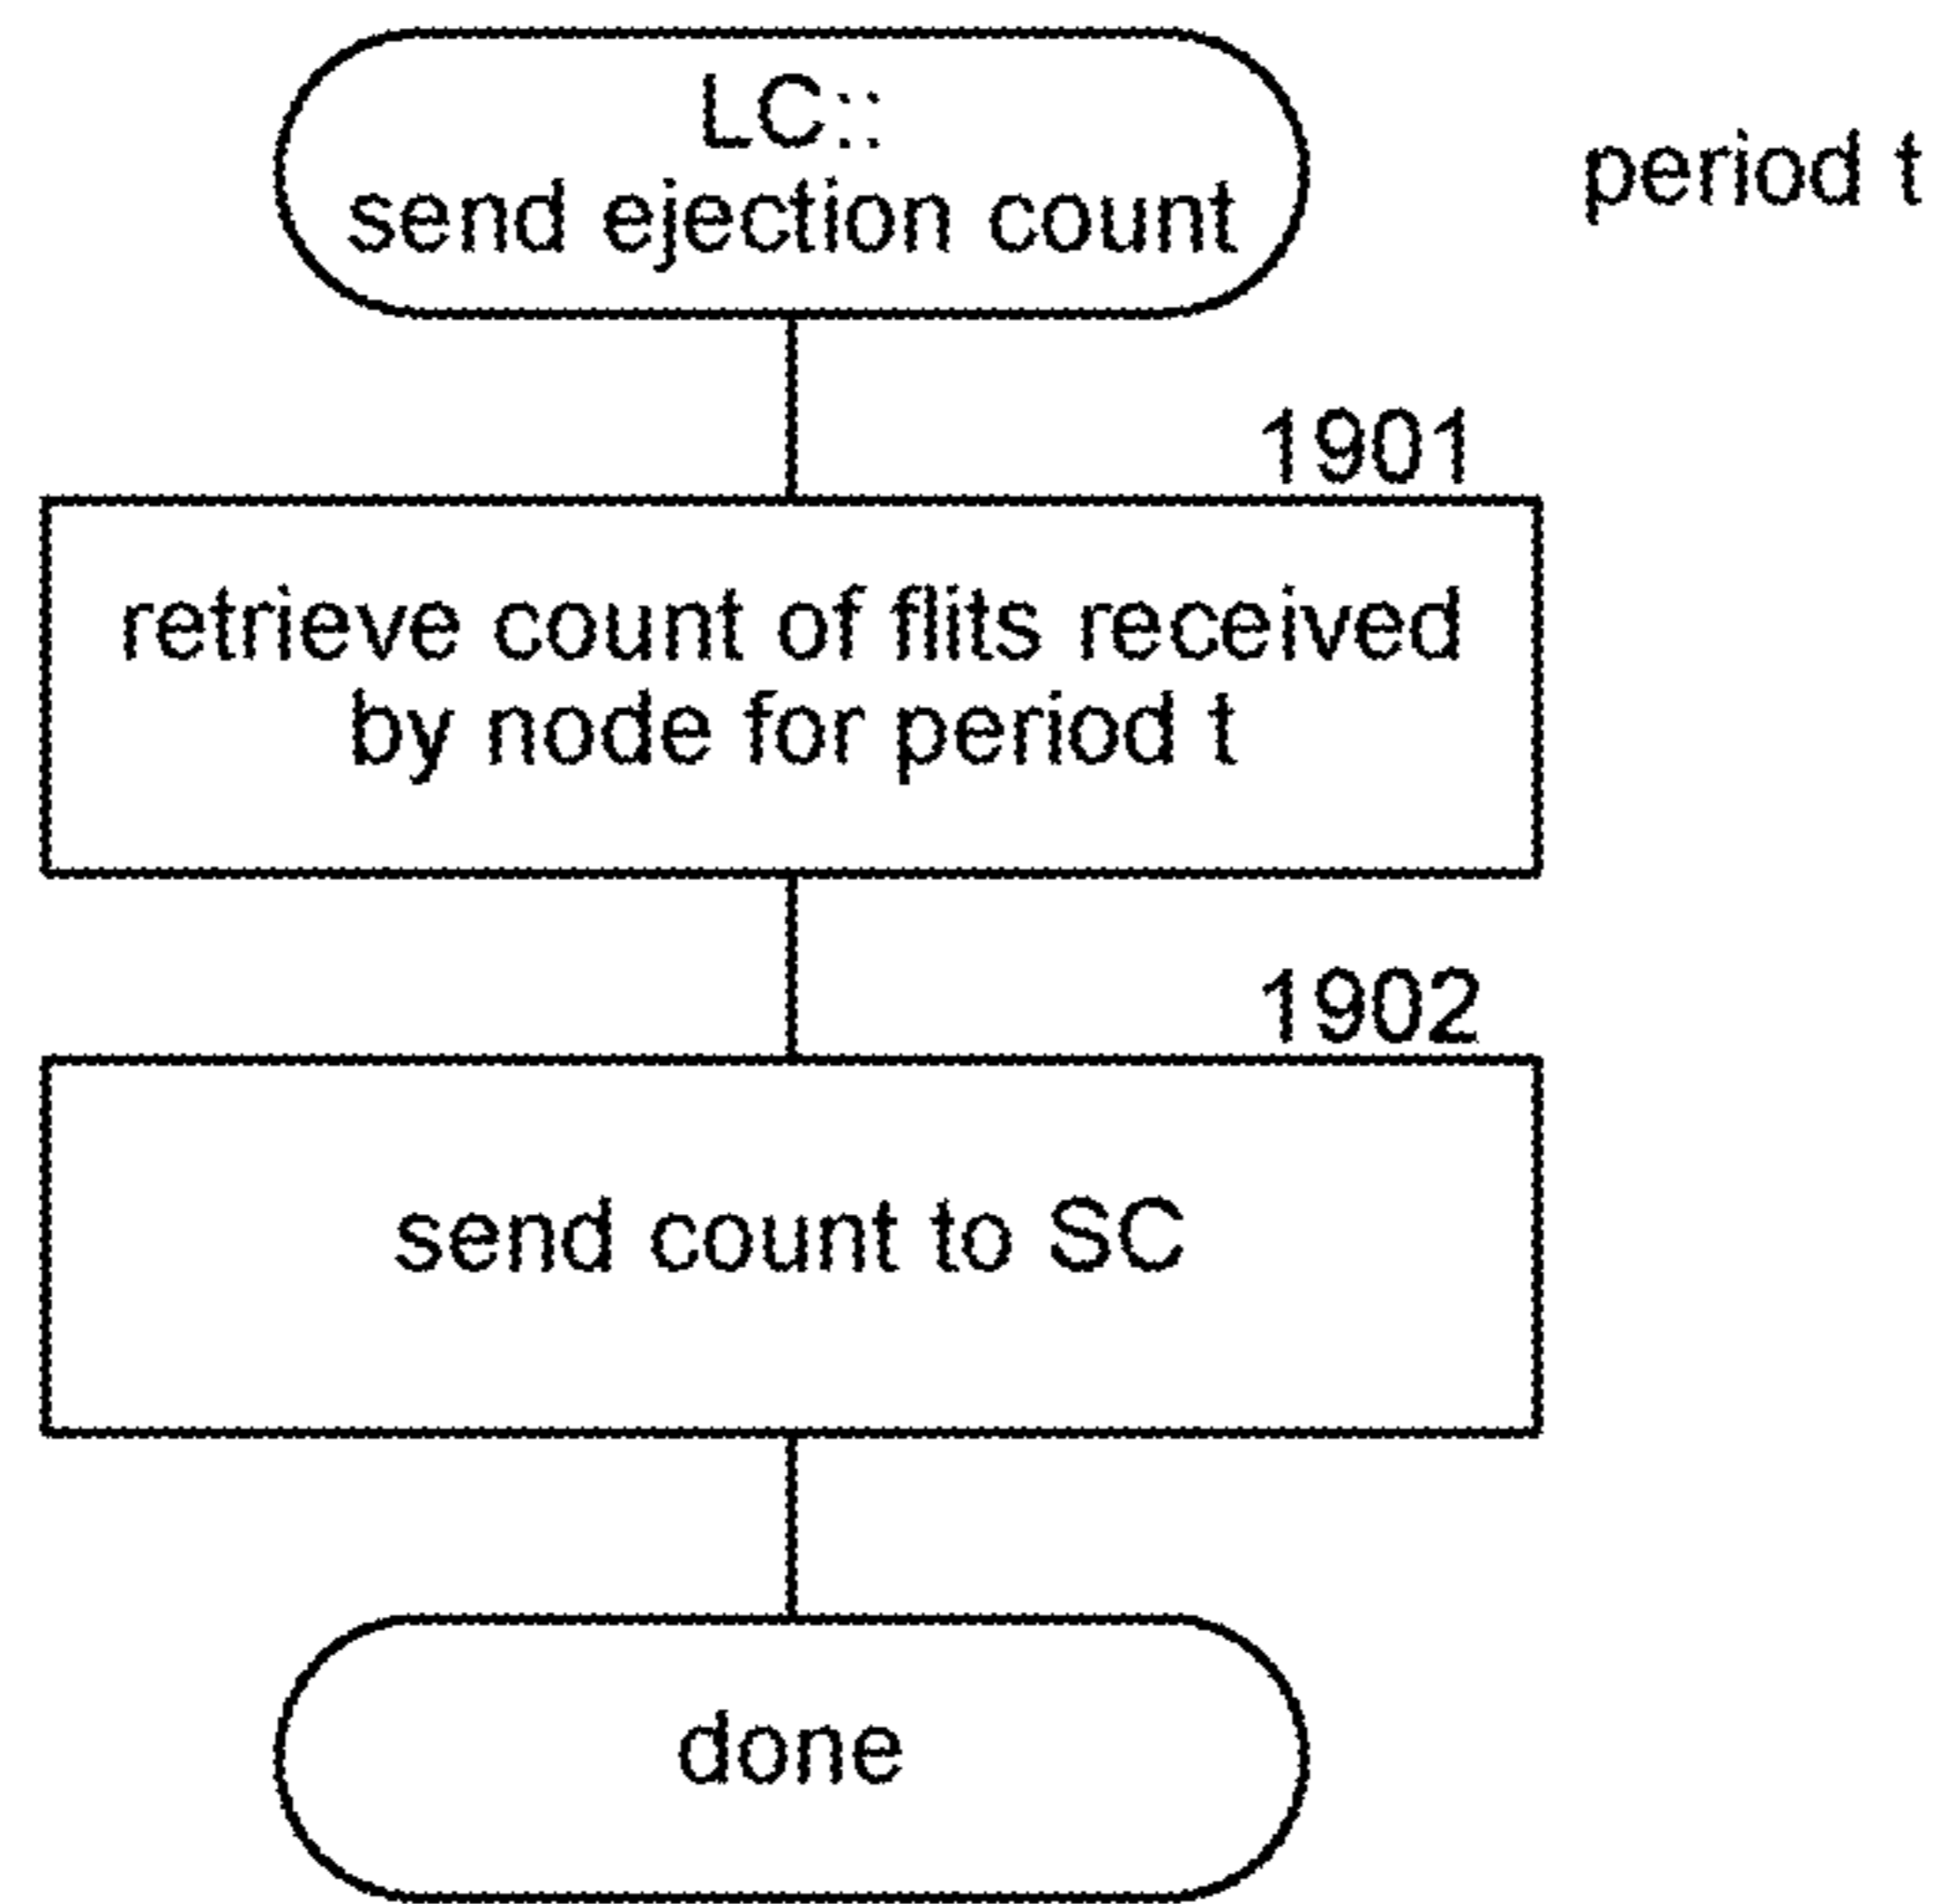 LC::
send ejection count
period t
1901
retrieve count of flits received
by node for period t
1902
send count to SC
done